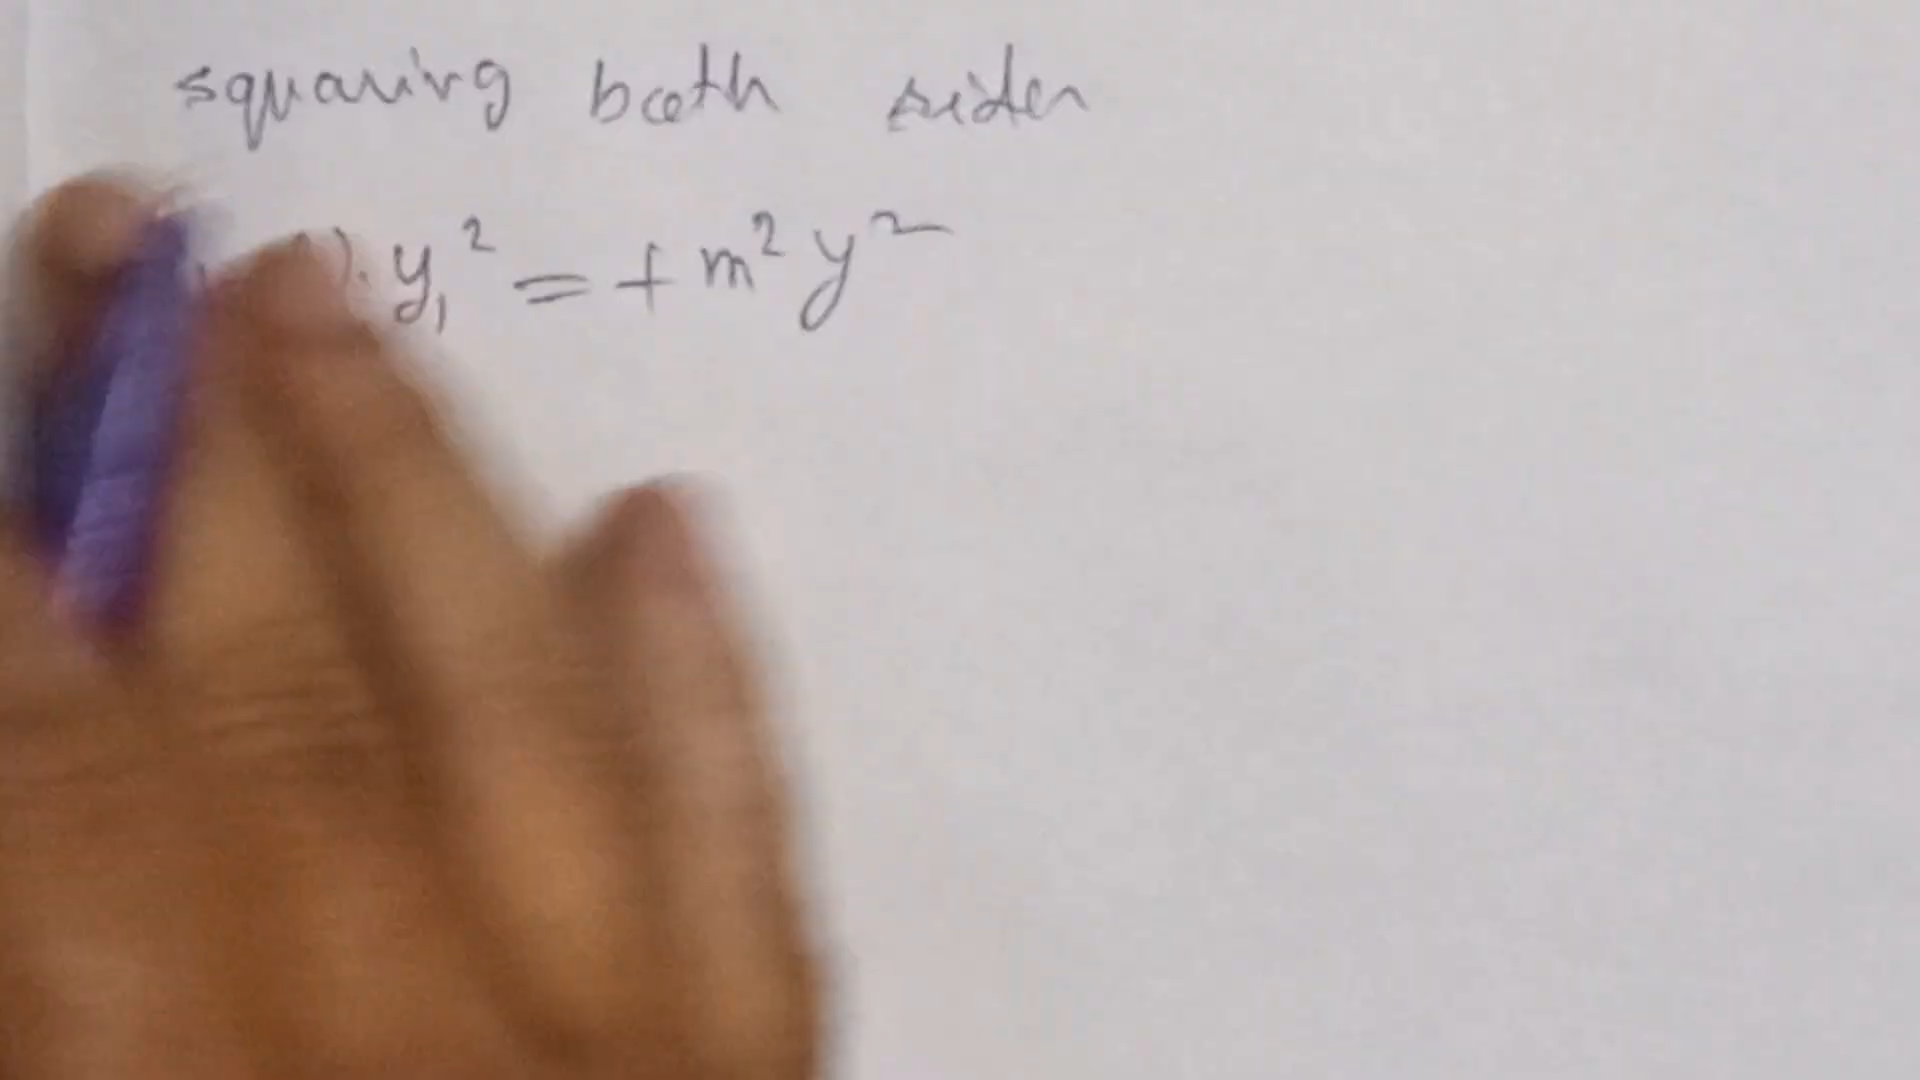 squaring both sides
). y₁² = + m² y²